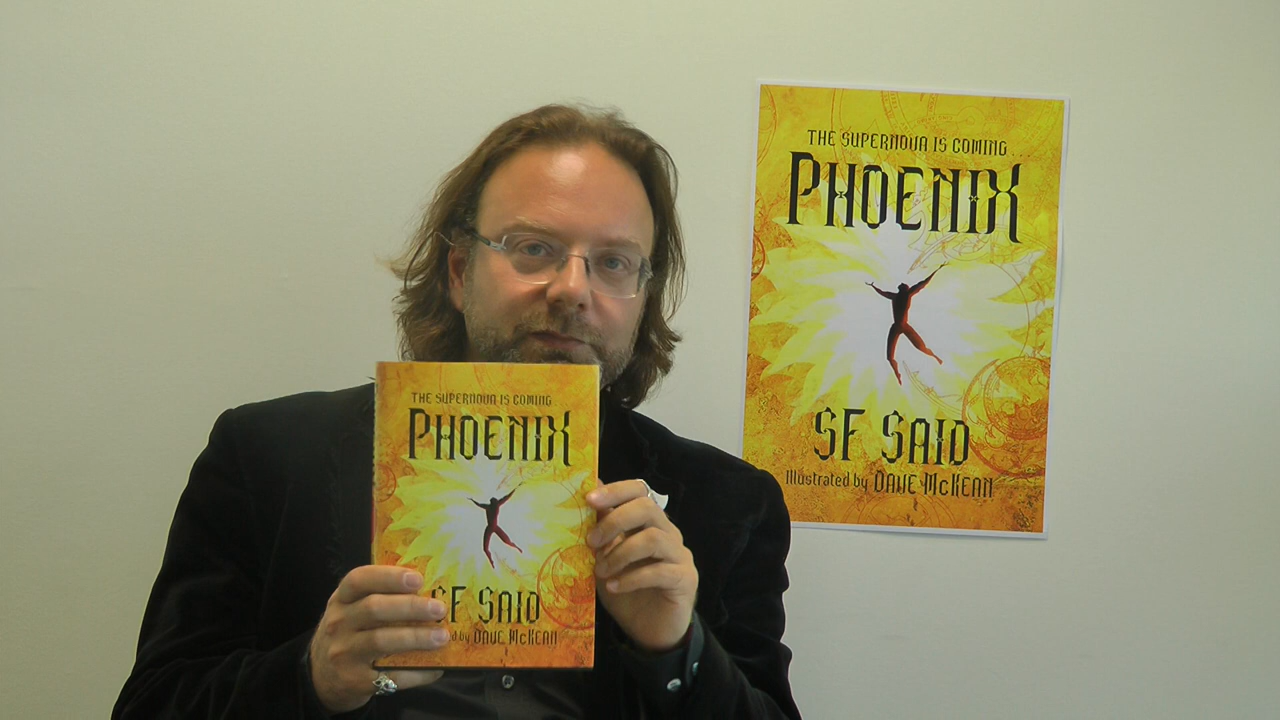 THE SUPERNOVA IS COMING
PHOENIX
SF SAID
Illustrated by DAVE McKEAN
THE SUPERNOVA IS COMING
PHOENIX
SF SAID
by DAVE McKEAN